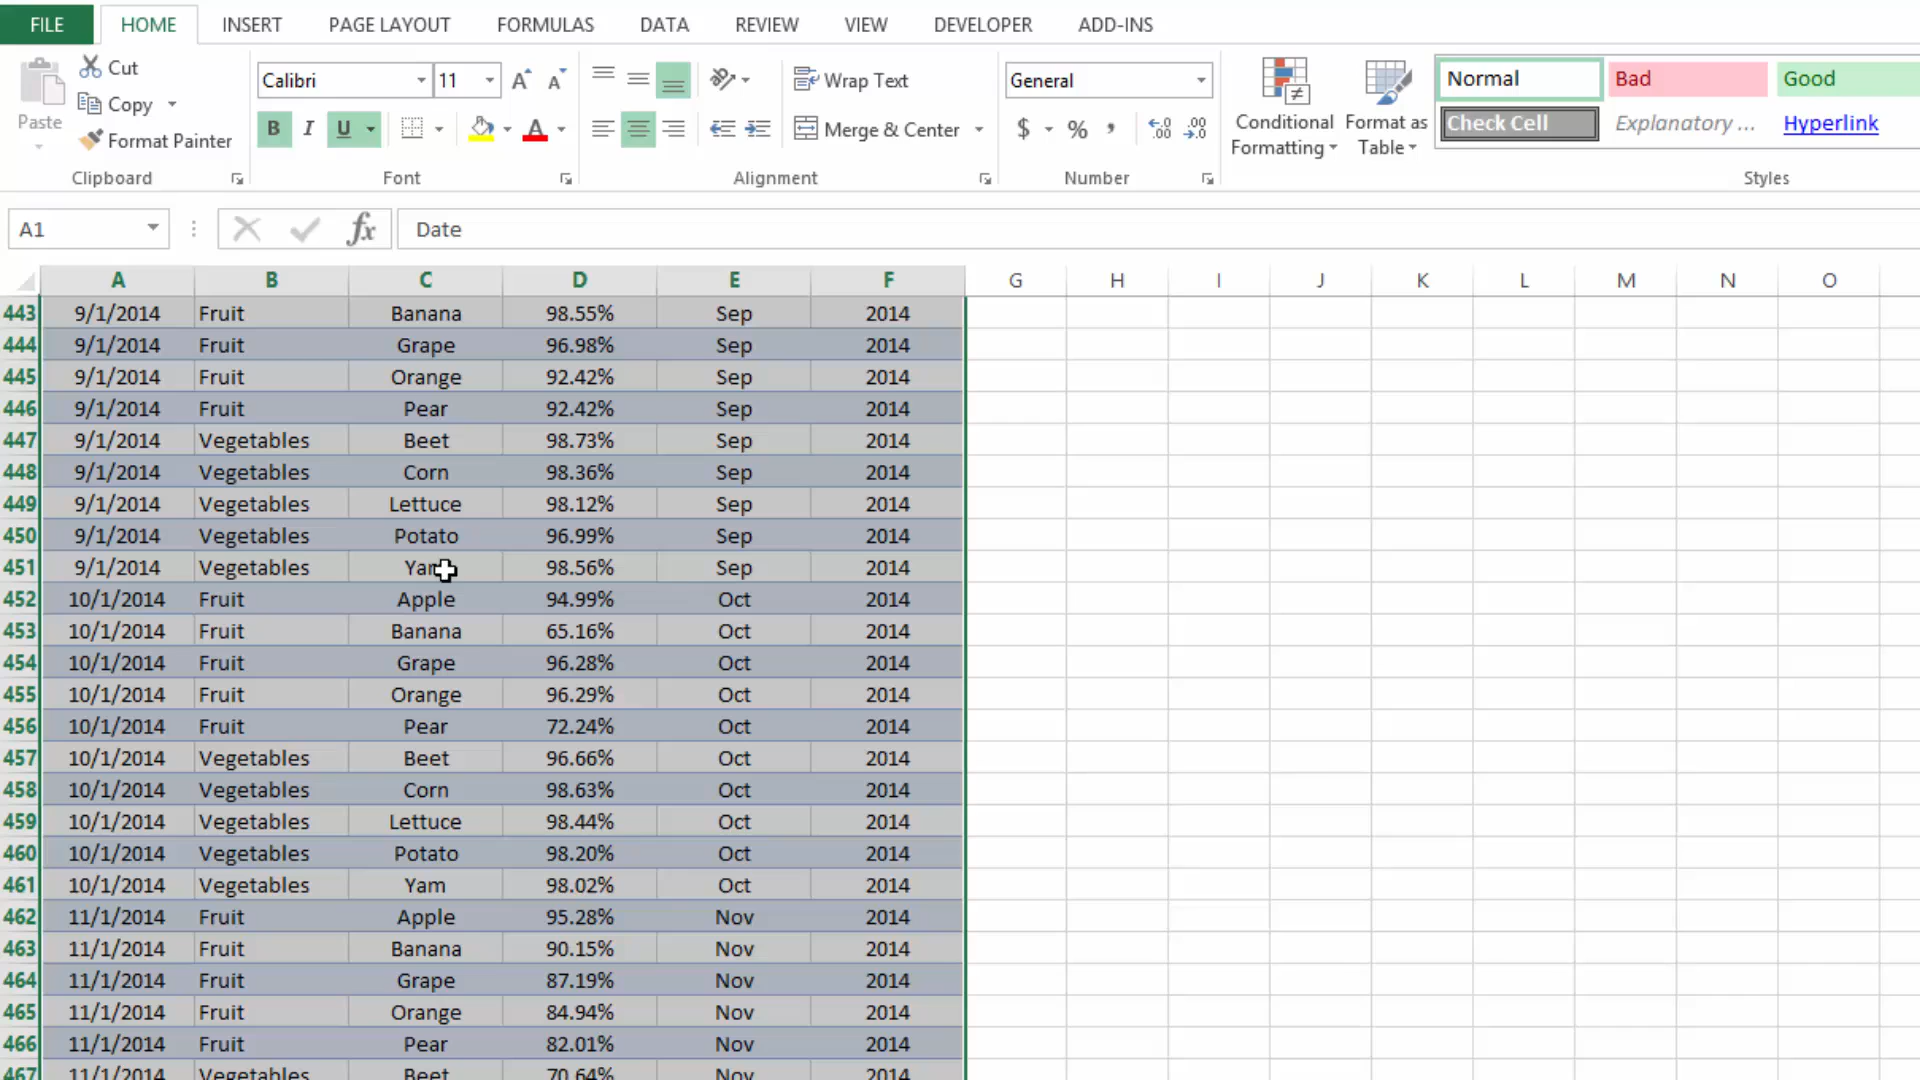 FILE HOME INSERT PAGE LAYOUT FORMULAS DATA REVIEW VIEW DEVELOPER ADD-INS
Paste
Cut
Copy
Format Painter
Clipboard
Calibri 11
B I U A
Font
Wrap Text
Merge & Center
Alignment
General
$ % , .00
Number
Conditional Formatting
Format as Table
Normal Bad Good
Check Cell Explanatory ... Hyperlink
Styles
A1 fx Date
A B C D E F G H I J K L M N O
443 9/1/2014 Fruit Banana 98.55% Sep 2014
444 9/1/2014 Fruit Grape 96.98% Sep 2014
445 9/1/2014 Fruit Orange 92.42% Sep 2014
446 9/1/2014 Fruit Pear 92.42% Sep 2014
447 9/1/2014 Vegetables Beet 98.73% Sep 2014
448 9/1/2014 Vegetables Corn 98.36% Sep 2014
449 9/1/2014 Vegetables Lettuce 98.12% Sep 2014
450 9/1/2014 Vegetables Potato 96.99% Sep 2014
451 9/1/2014 Vegetables Yam 98.56% Sep 2014
452 10/1/2014 Fruit Apple 94.99% Oct 2014
453 10/1/2014 Fruit Banana 65.16% Oct 2014
454 10/1/2014 Fruit Grape 96.28% Oct 2014
455 10/1/2014 Fruit Orange 96.29% Oct 2014
456 10/1/2014 Fruit Pear 72.24% Oct 2014
457 10/1/2014 Vegetables Beet 96.66% Oct 2014
458 10/1/2014 Vegetables Corn 98.63% Oct 2014
459 10/1/2014 Vegetables Lettuce 98.44% Oct 2014
460 10/1/2014 Vegetables Potato 98.20% Oct 2014
461 10/1/2014 Vegetables Yam 98.02% Oct 2014
462 11/1/2014 Fruit Apple 95.28% Nov 2014
463 11/1/2014 Fruit Banana 90.15% Nov 2014
464 11/1/2014 Fruit Grape 87.19% Nov 2014
465 11/1/2014 Fruit Orange 84.94% Nov 2014
466 11/1/2014 Fruit Pear 82.01% Nov 2014
467 11/1/2014 Vegetables Beet 70.64% Nov 2014